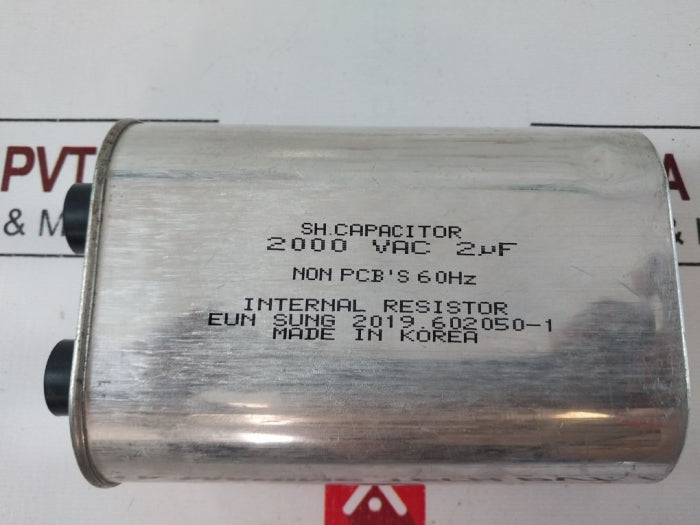 PVT
& M
A
&
SH.CAPACITOR
2000 VAC 2µF
NON PCB'S 60Hz
INTERNAL RESISTOR
EUN SUNG 2019.602050-1
MADE IN KOREA